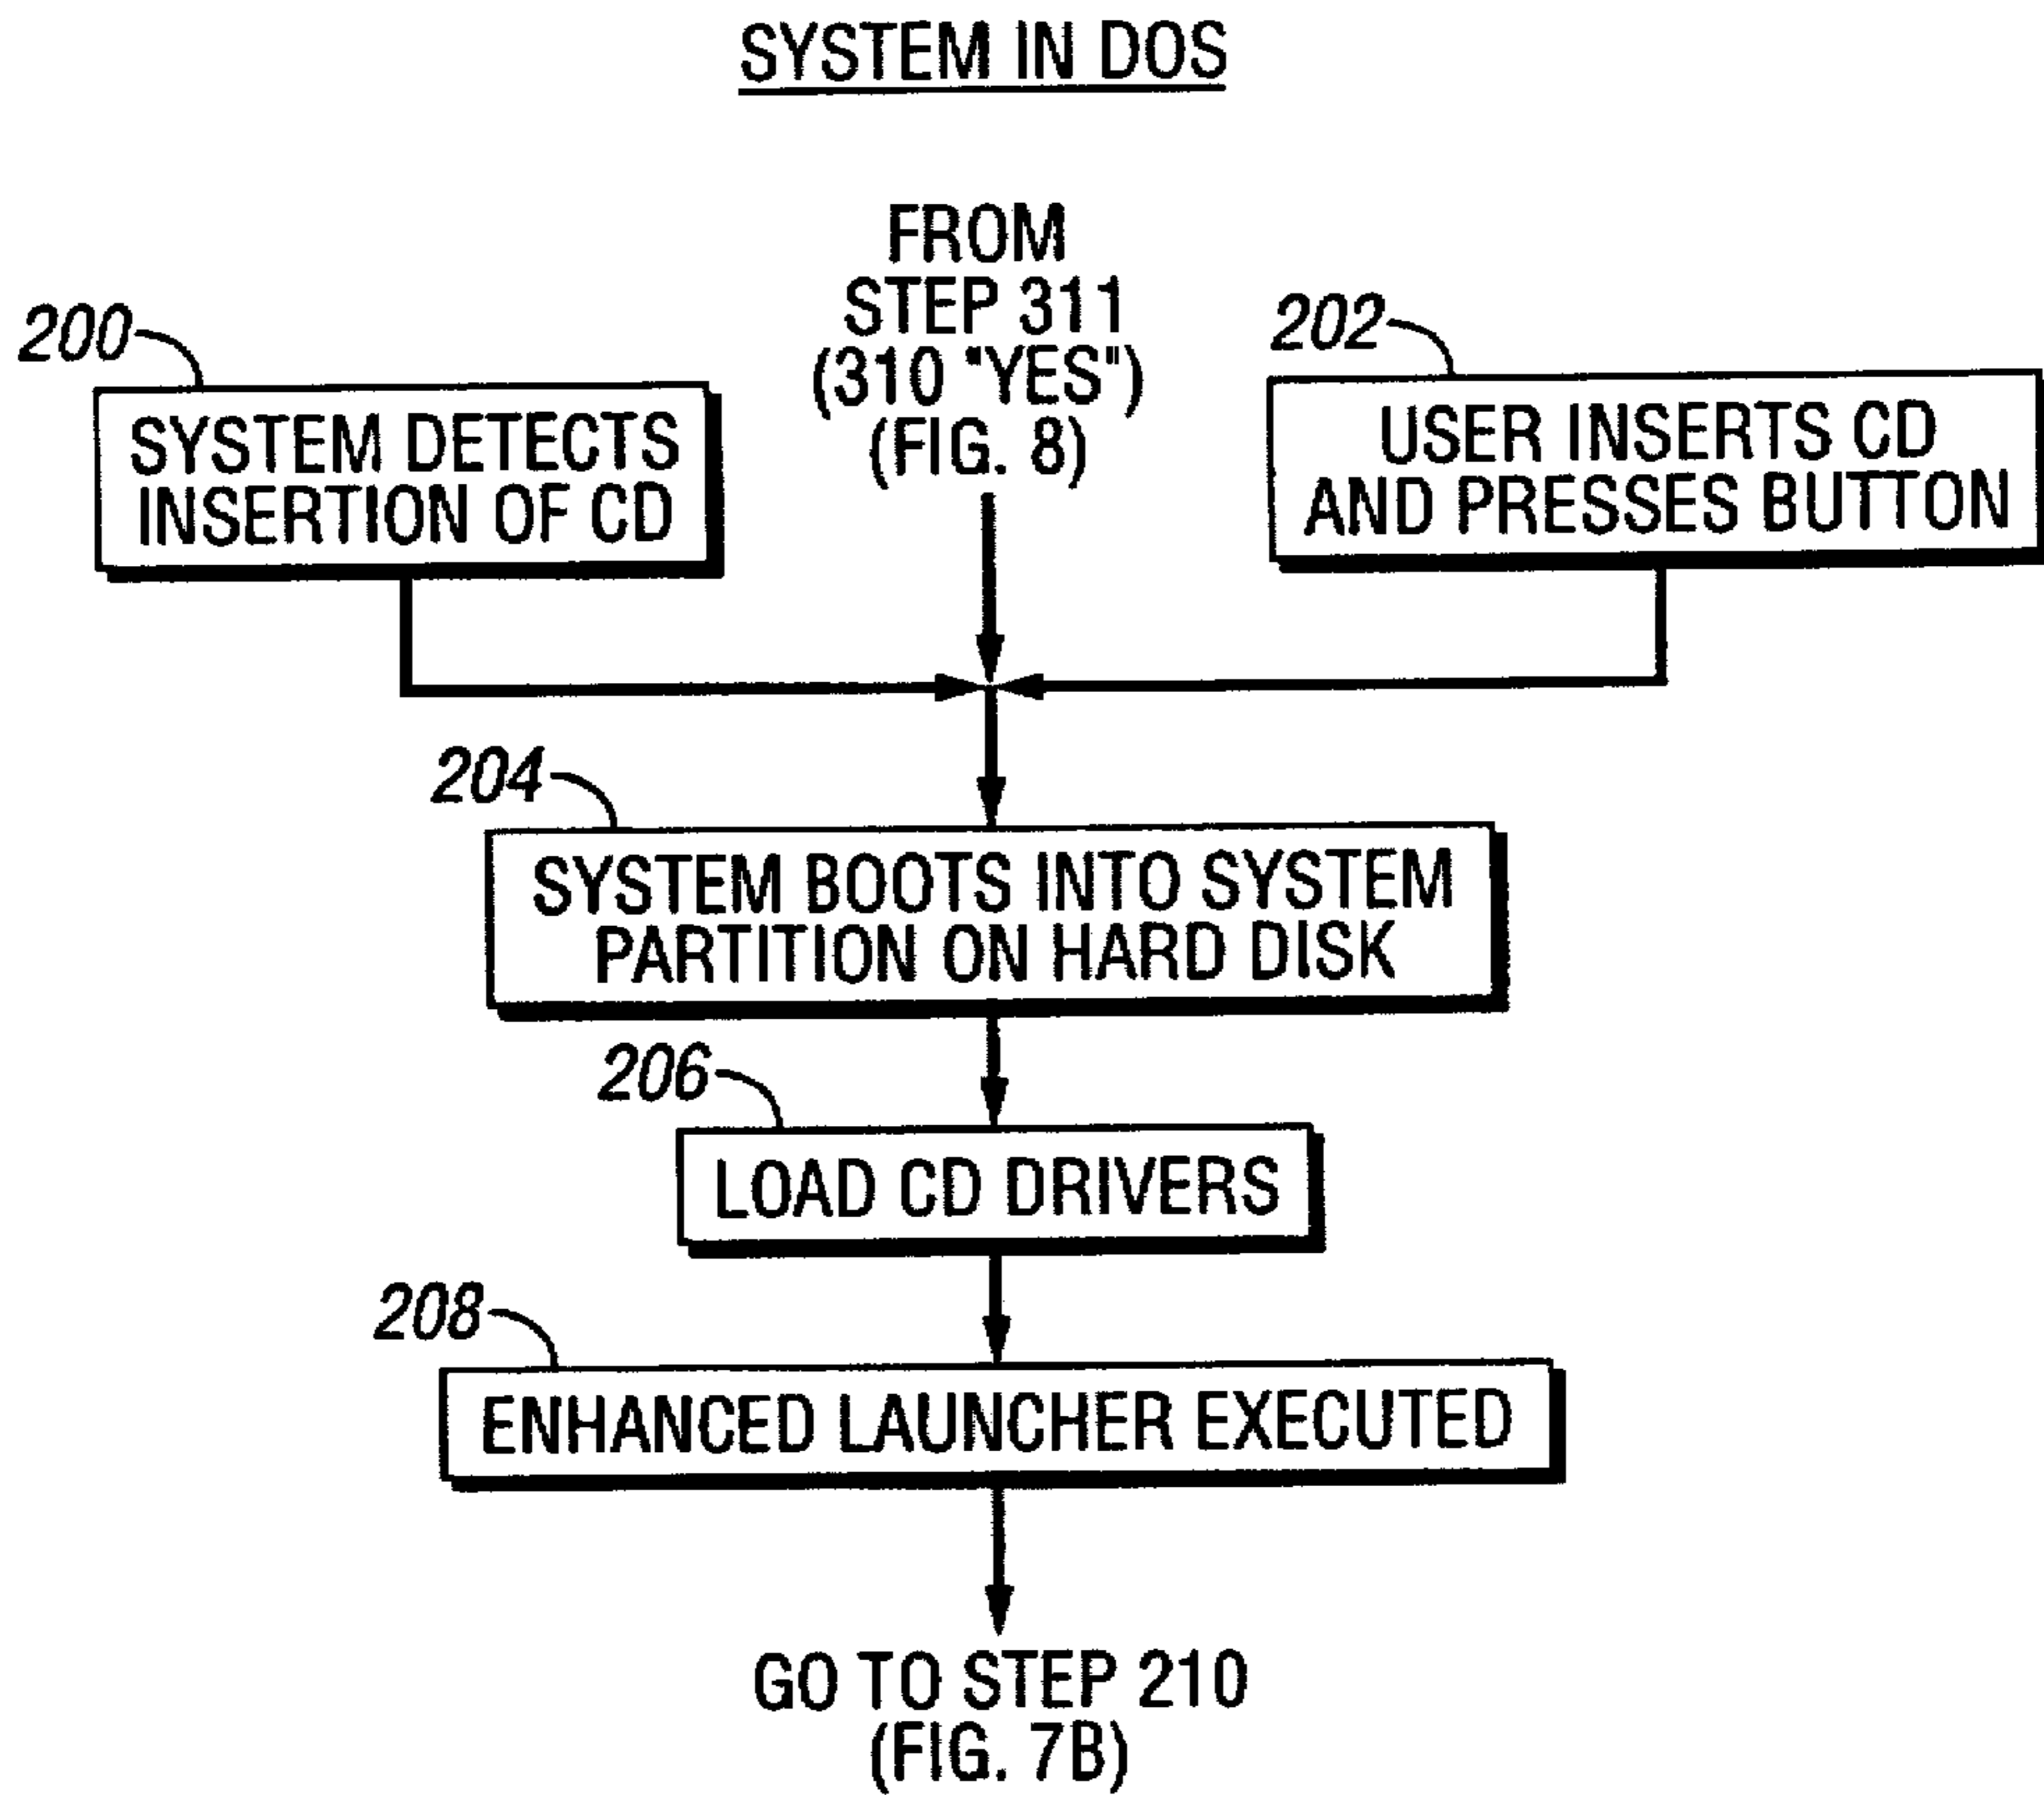 SYSTEM IN DOS
FROM
STEP 311
(310 "YES")
(FIG. 8)
200
SYSTEM DETECTS
INSERTION OF CD
202
USER INSERTS CD
AND PRESSES BUTTON
204
SYSTEM BOOTS INTO SYSTEM
PARTITION ON HARD DISK
206
LOAD CD DRIVERS
208
ENHANCED LAUNCHER EXECUTED
GO TO STEP 210
(FIG. 7B)